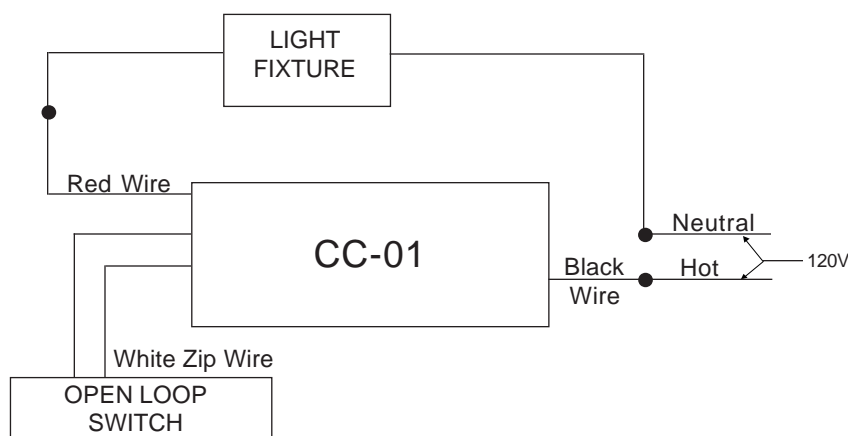 LIGHT
FIXTURE
Red Wire
CC-01
Neutral
Black
Wire
Hot
120V
White Zip Wire
OPEN LOOP
SWITCH